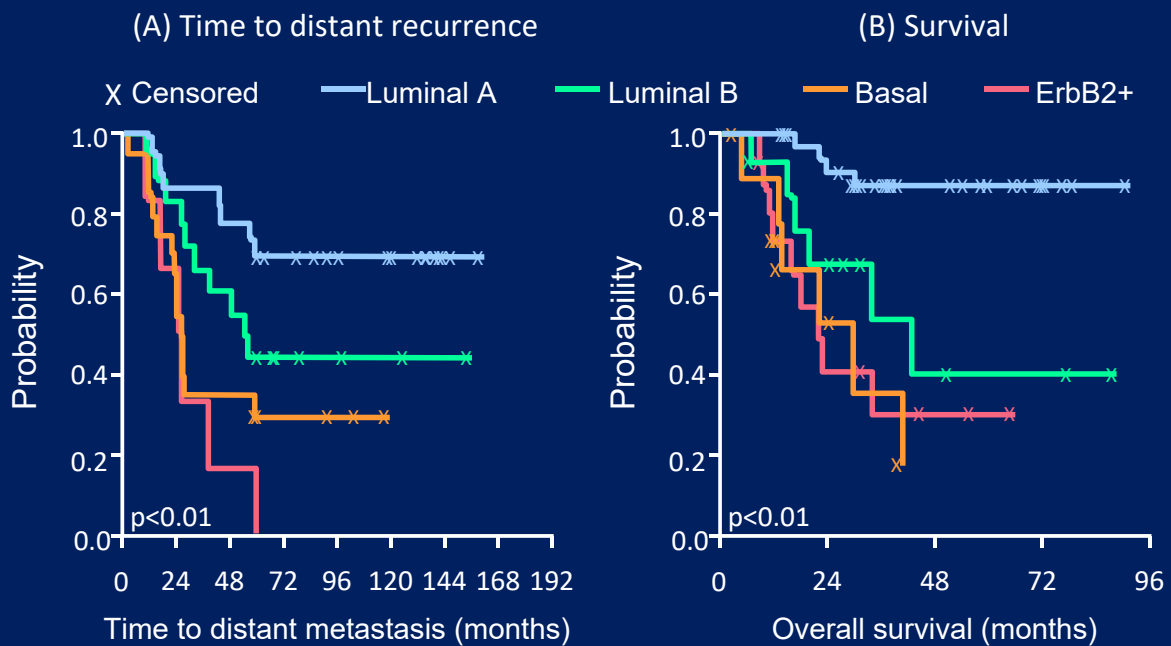 (A) Time to distant recurrence
(B) Survival
X Censored
Luminal A
Luminal B
Basal
ErbB2+
Probability
1.0
0.8
0.6
0.4
0.2
0.0
p<0.01
0 24 48 72 96 120 144 168 192
Time to distant metastasis (months)
Probability
1.0
0.8
0.6
0.4
0.2
0.0
p<0.01
0 24 48 72 96
Overall survival (months)